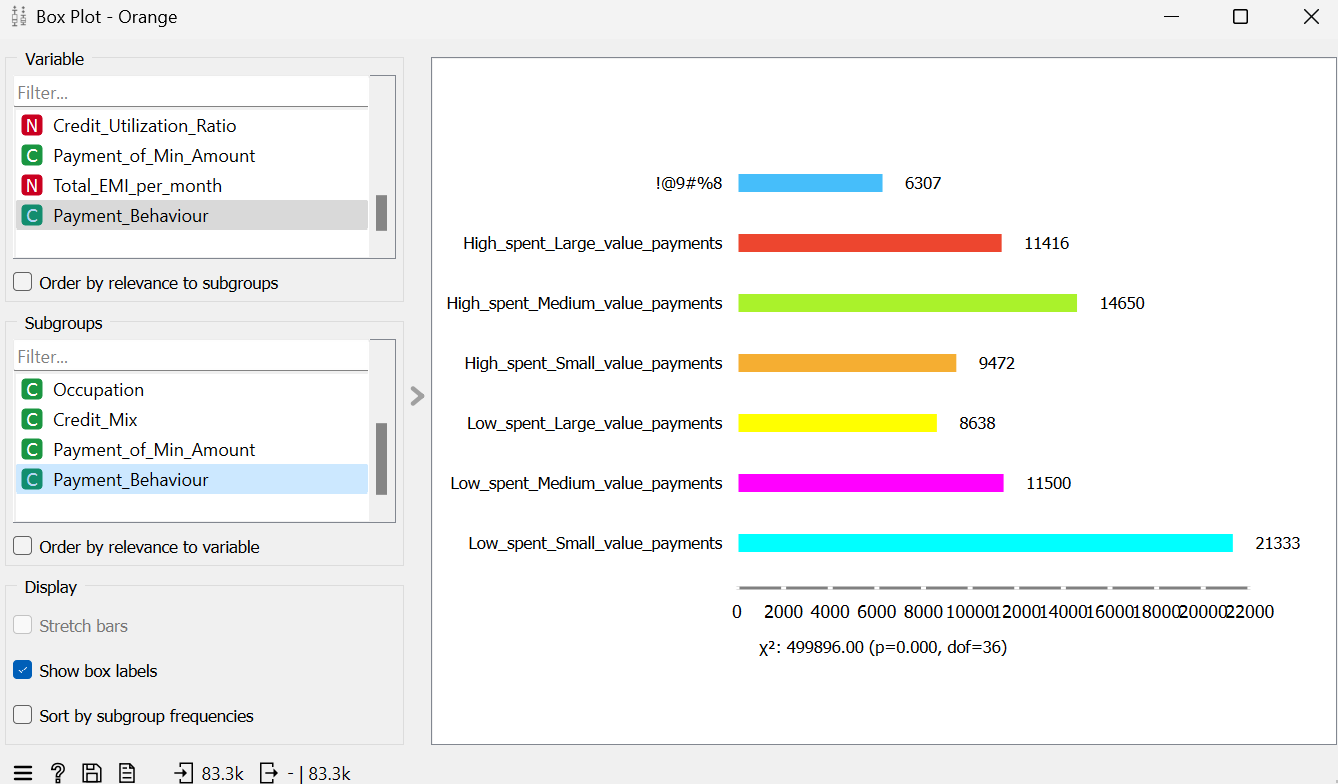 Box Plot - Orange
Variable
Filter...
N Credit_Utilization_Ratio
C Payment_of_Min_Amount
N Total_EMI_per_month
C Payment_Behaviour
Order by relevance to subgroups
Subgroups
Filter...
C Occupation
C Credit_Mix
C Payment_of_Min_Amount
C Payment_Behaviour
Order by relevance to variable
Display
Stretch bars
Show box labels
Sort by subgroup frequencies
83.3k - | 83.3k
!@9#%8 6307
High_spent_Large_value_payments 11416
High_spent_Medium_value_payments 14650
High_spent_Small_value_payments 9472
Low_spent_Large_value_payments 8638
Low_spent_Medium_value_payments 11500
Low_spent_Small_value_payments 21333
0 2000 4000 6000 8000 10000 12000 14000 16000 18000 20000 22000
χ²: 499896.00 (p=0.000, dof=36)